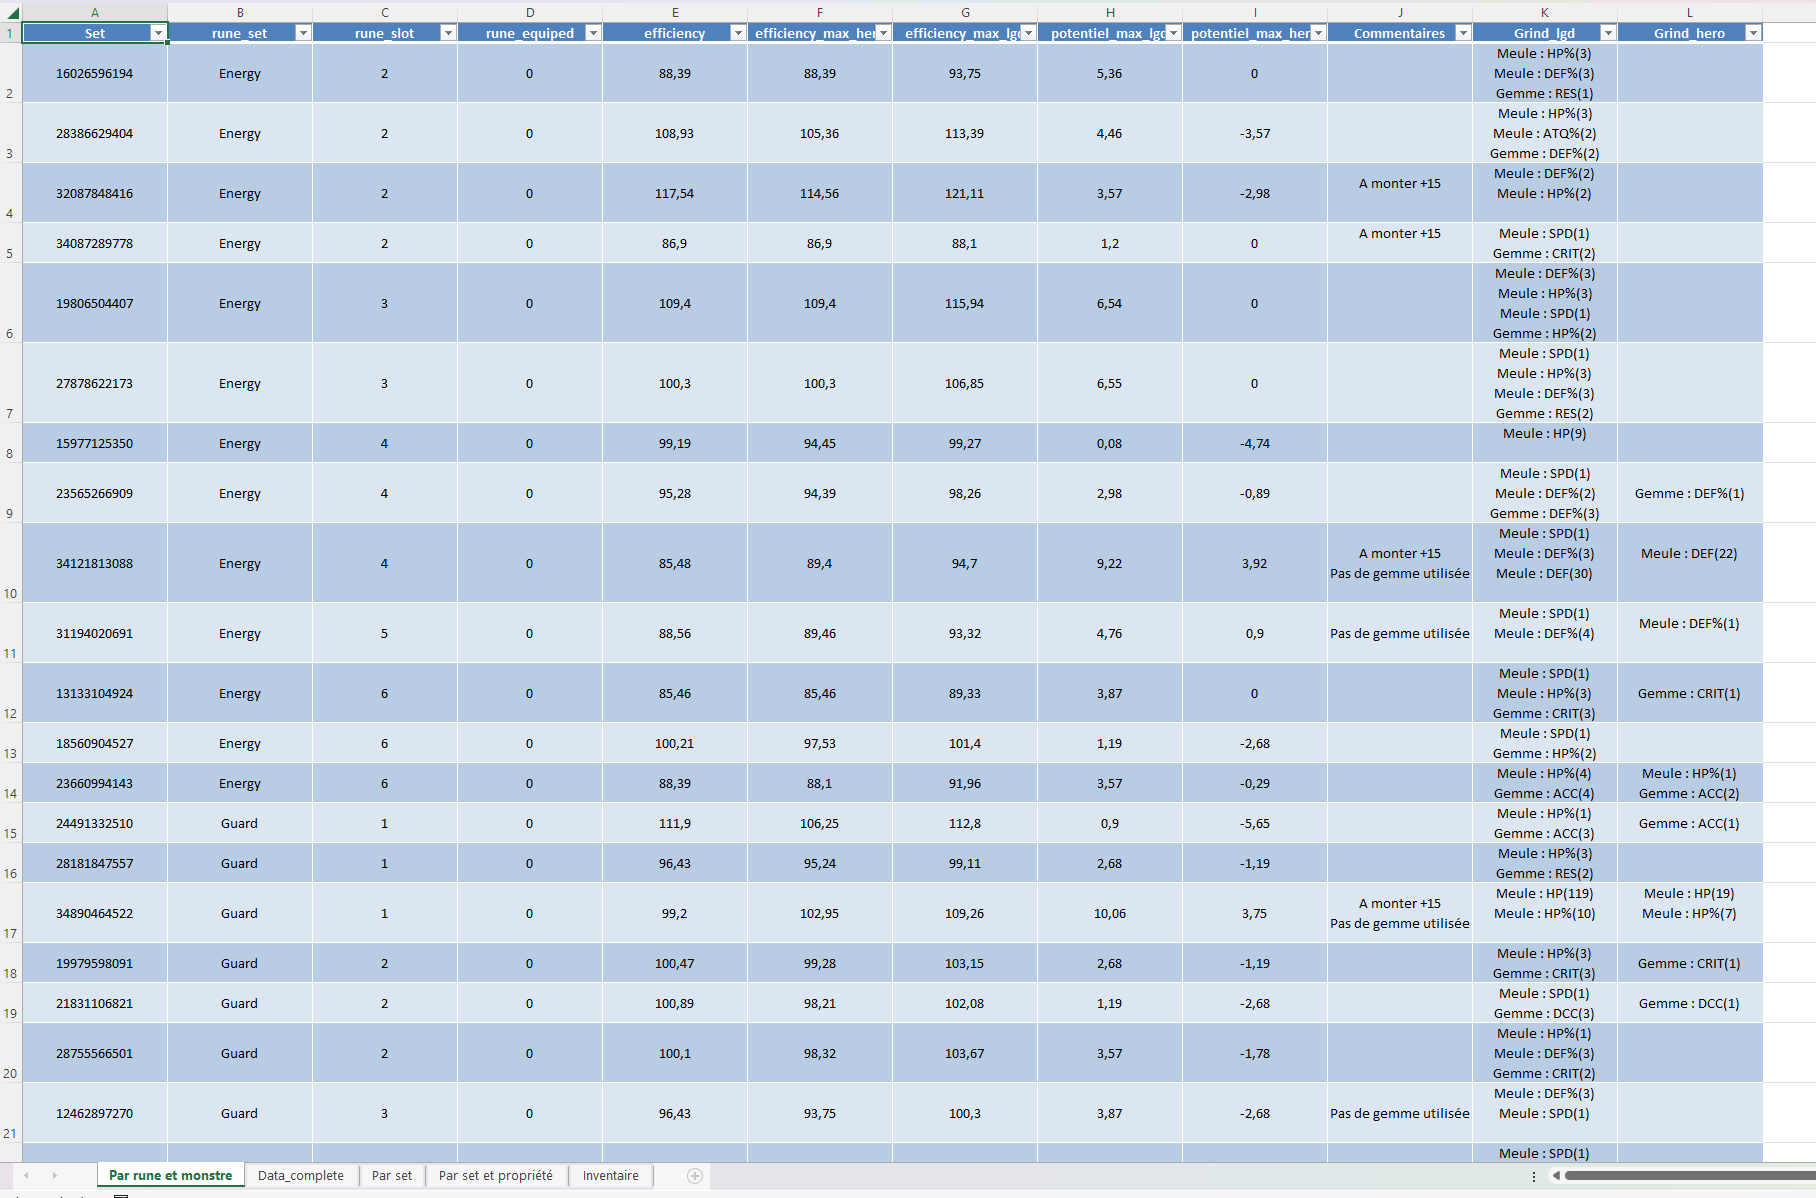 A B C D E F G H I J K L
1 Set rune_set rune_slot rune_equiped efficiency efficiency_max_her efficiency_max_lgd potentiel_max_lgd potentiel_max_her Commentaires Grind_lgd Grind_hero
2 16026596194 Energy 2 0 88,39 88,39 93,75 5,36 0 Meule : HP%(3)
Meule : DEF%(3)
Gemme : RES(1)
3 28386629404 Energy 2 0 108,93 105,36 113,39 4,46 -3,57 Meule : HP%(3)
Meule : ATQ%(2)
Gemme : DEF%(2)
4 32087848416 Energy 2 0 117,54 114,56 121,11 3,57 -2,98 A monter +15 Meule : DEF%(2)
Meule : HP%(2)
5 34087289778 Energy 2 0 86,9 86,9 88,1 1,2 0 A monter +15 Meule : SPD(1)
Gemme : CRIT(2)
6 19806504407 Energy 3 0 109,4 109,4 115,94 6,54 0 Meule : DEF%(3)
Meule : HP%(3)
Meule : SPD(1)
Gemme : HP%(2)
7 27878622173 Energy 3 0 100,3 100,3 106,85 6,55 0 Meule : SPD(1)
Meule : HP%(3)
Meule : DEF%(3)
Gemme : RES(2)
8 15977125350 Energy 4 0 99,19 94,45 99,27 0,08 -4,74 Meule : HP(9)
9 23565266909 Energy 4 0 95,28 94,39 98,26 2,98 -0,89 Meule : SPD(1)
Meule : DEF%(2) Gemme : DEF%(1)
Gemme : DEF%(3)
10 34121813088 Energy 4 0 85,48 89,4 94,7 9,22 3,92 Meule : SPD(1)
A monter +15 Meule : DEF%(3) Meule : DEF(22)
Pas de gemme utilisée Meule : DEF(30)
11 31194020691 Energy 5 0 88,56 89,46 93,32 4,76 0,9 Pas de gemme utilisée Meule : SPD(1)
Meule : DEF%(4) Meule : DEF%(1)
12 13133104924 Energy 6 0 85,46 85,46 89,33 3,87 0 Meule : SPD(1)
Meule : HP%(3) Gemme : CRIT(1)
Gemme : CRIT(3)
13 18560904527 Energy 6 0 100,21 97,53 101,4 1,19 -2,68 Meule : SPD(1)
Gemme : HP%(2)
14 23660994143 Energy 6 0 88,39 88,1 91,96 3,57 -0,29 Meule : HP%(4) Meule : HP%(1)
Gemme : ACC(4) Gemme : ACC(2)
15 24491332510 Guard 1 0 111,9 106,25 112,8 0,9 -5,65 Meule : HP%(1) Gemme : ACC(1)
Gemme : ACC(3)
16 28181847557 Guard 1 0 96,43 95,24 99,11 2,68 -1,19 Meule : HP%(3)
Gemme : RES(2)
17 34890464522 Guard 1 0 99,2 102,95 109,26 10,06 3,75 A monter +15 Meule : HP(119) Meule : HP(19)
Pas de gemme utilisée Meule : HP%(10) Meule : HP%(7)
18 19979598091 Guard 2 0 100,47 99,28 103,15 2,68 -1,19 Meule : HP%(3) Gemme : CRIT(1)
Gemme : CRIT(3)
19 21831106821 Guard 2 0 100,89 98,21 102,08 1,19 -2,68 Meule : SPD(1) Gemme : DCC(1)
Gemme : DCC(3)
20 28755566501 Guard 2 0 100,1 98,32 103,67 3,57 -1,78 Meule : HP%(1)
Meule : DEF%(3)
Gemme : CRIT(2)
21 12462897270 Guard 3 0 96,43 93,75 100,3 3,87 -2,68 Pas de gemme utilisée Meule : DEF%(3)
Meule : SPD(1)
Meule : SPD(1)
Par rune et monstre Data_complete Par set Par set et propriété Inventaire